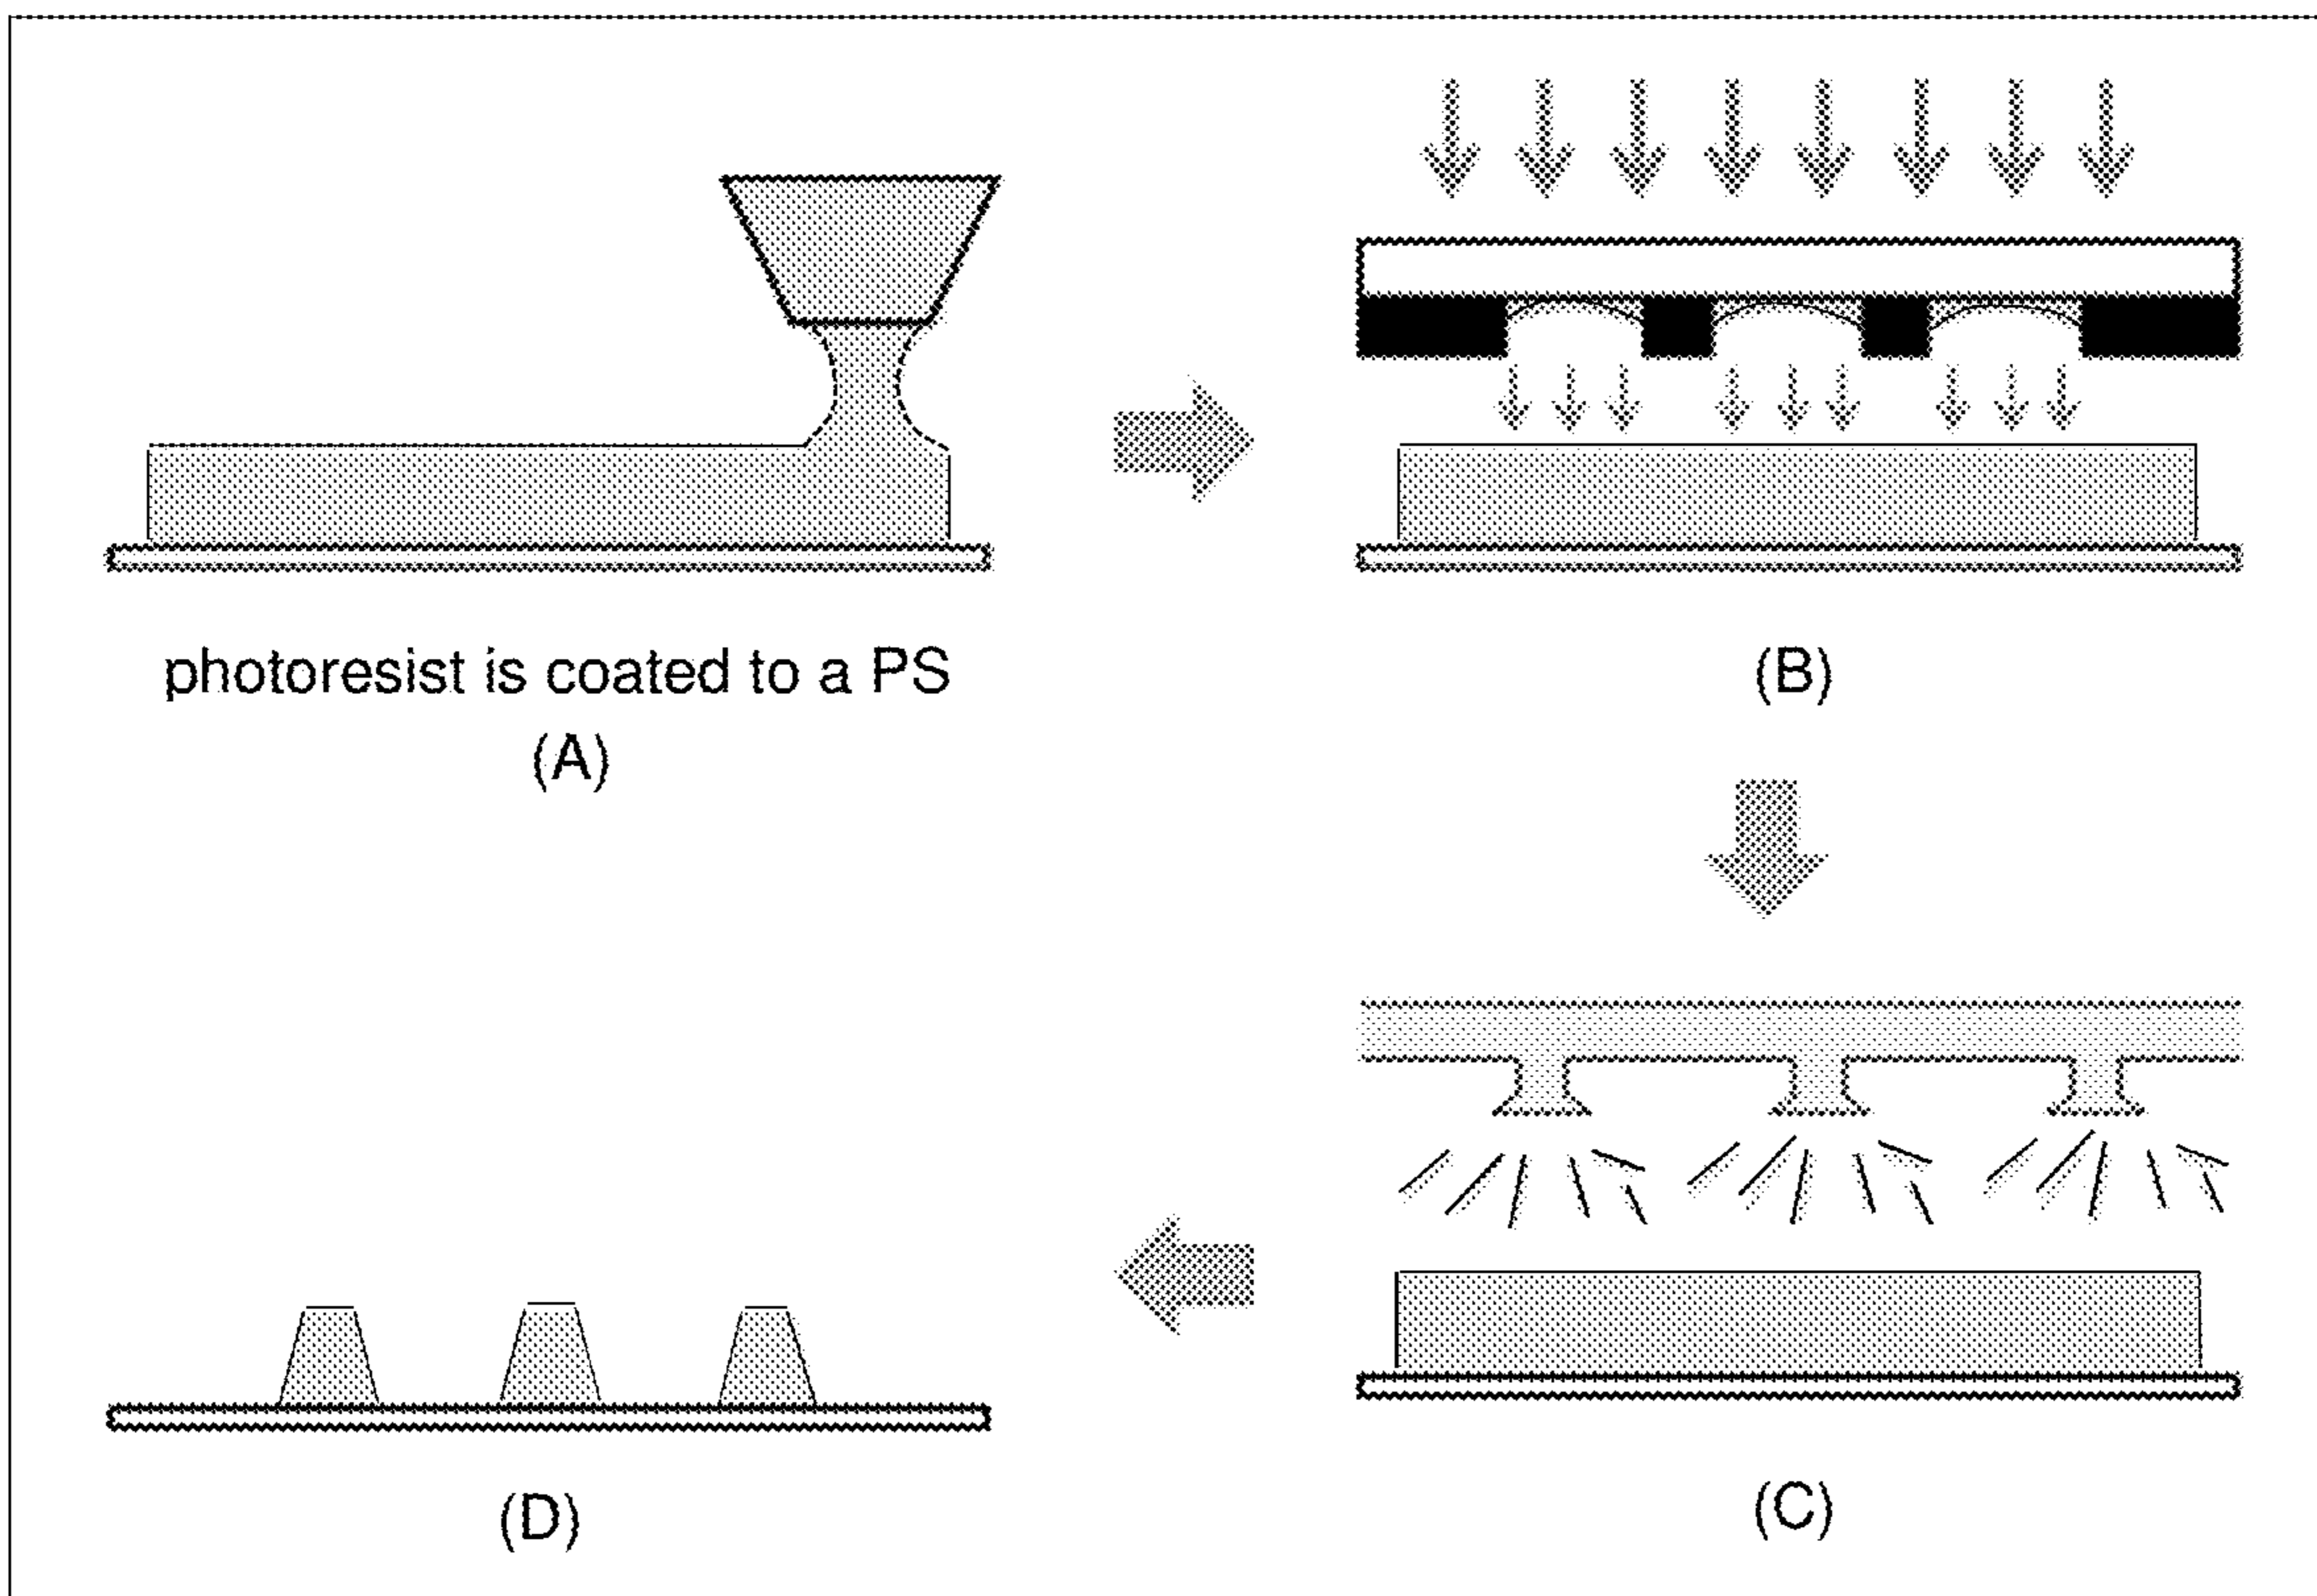 photoresist is coated to a PS
(A)
(B)
(C)
(D)